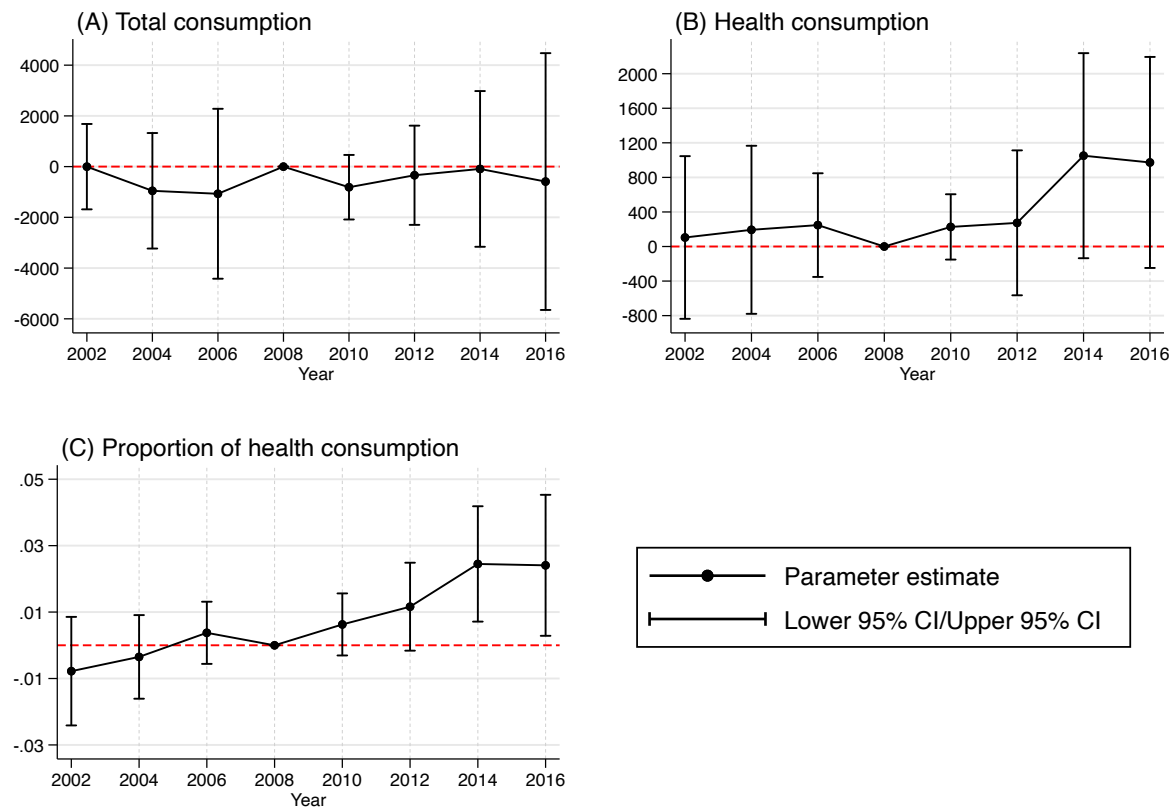 (A) Total consumption
4000
2000
0
-2000
-4000
-6000
2002 2004 2006 2008 2010 2012 2014 2016
Year
(B) Health consumption
2000
1600
1200
800
400
0
-400
-800
2002 2004 2006 2008 2010 2012 2014 2016
Year
(C) Proportion of health consumption
.05
.03
.01
-.01
-.03
2002 2004 2006 2008 2010 2012 2014 2016
Year
Parameter estimate
Lower 95% CI/Upper 95% CI